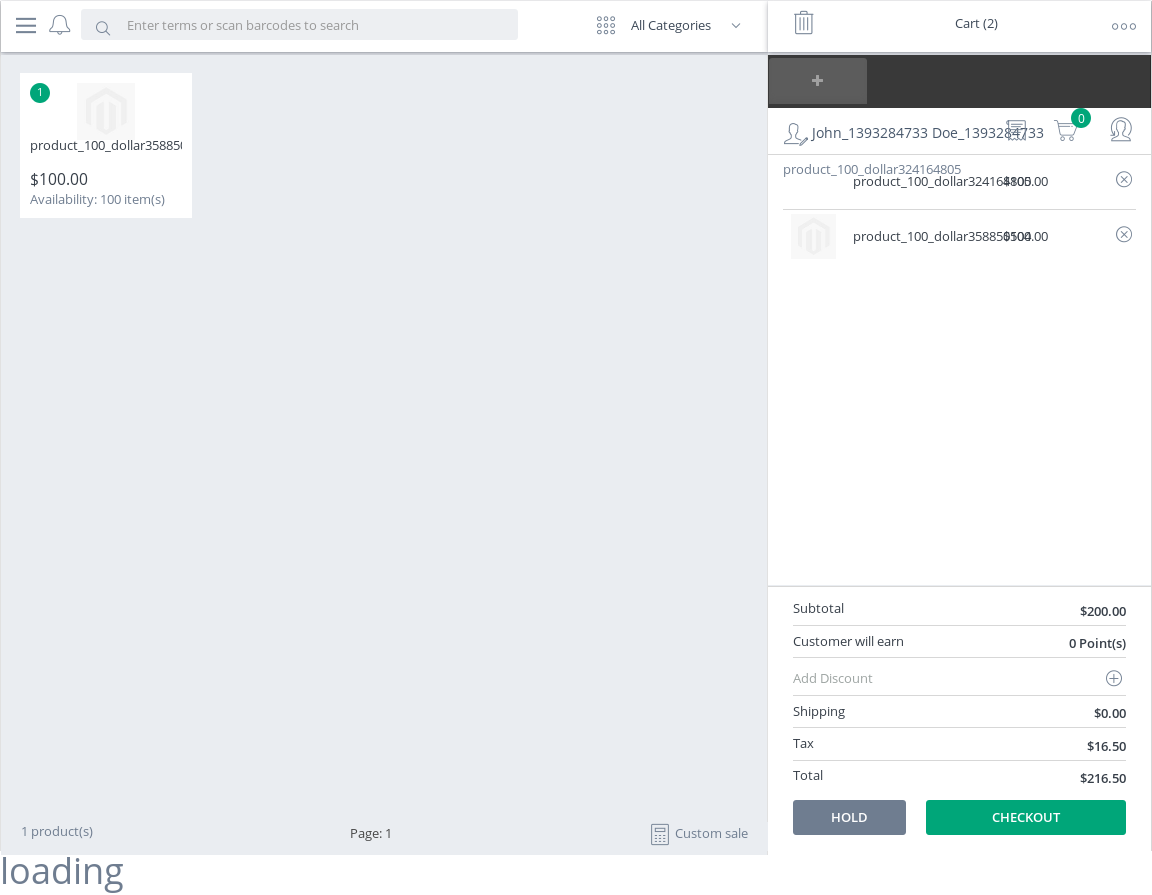 Enter terms or scan barcodes to search
All Categories
Cart (2)
1
product_100_dollar35885
$100.00
Availability: 100 item(s)
John_1393284733 Doe_1393284733
0
product_100_dollar324164805
product_100_dollar324164805 $100.00
$100.00
Subtotal $200.00
Customer will earn 0 Point(s)
Add Discount
Shipping $0.00
Tax $16.50
Total $216.50
HOLD CHECKOUT
1 product(s) Page: 1 Custom sale
loading